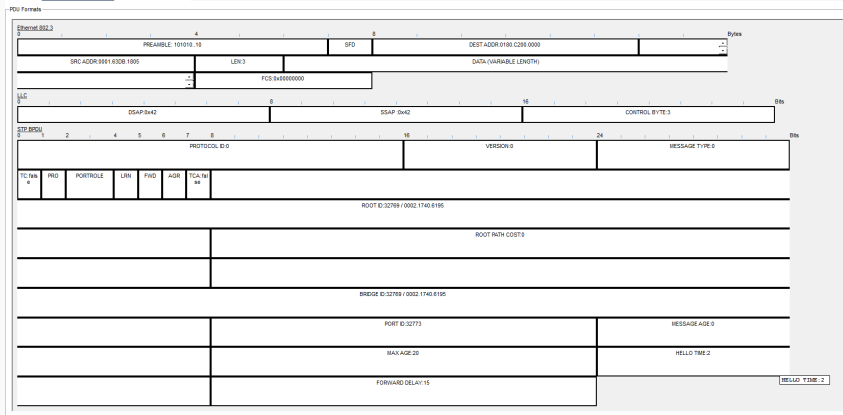 PDU Formats
Ethernet 802.3
0 4 8 Bytes
PREAMBLE: 101010..10 SFD DEST ADDR:0180.C200.0000
SRC ADDR:0001.63DB.1805 LEN:3 DATA (VARIABLE LENGTH)
FCS:0x00000000
LLC
0 8 16 Bits
DSAP:0x42 SSAP :0x42 CONTROL BYTE:3
STP BPDU
0 1 2 4 5 6 7 8 16 24 Bits
PROTOCOL ID:0 VERSION:0 MESSAGE TYPE:0
TC:fals
e PRO PORTROLE LRN FWD AGR TCA:fal
se
ROOT ID:32769 / 0002.1740.6195
ROOT PATH COST:0
BRIDGE ID:32769 / 0002.1740.6195
PORT ID:32773 MESSAGE AGE:0
MAX AGE:20 HELLO TIME:2
HELLO TIME:2
FORWARD DELAY:15